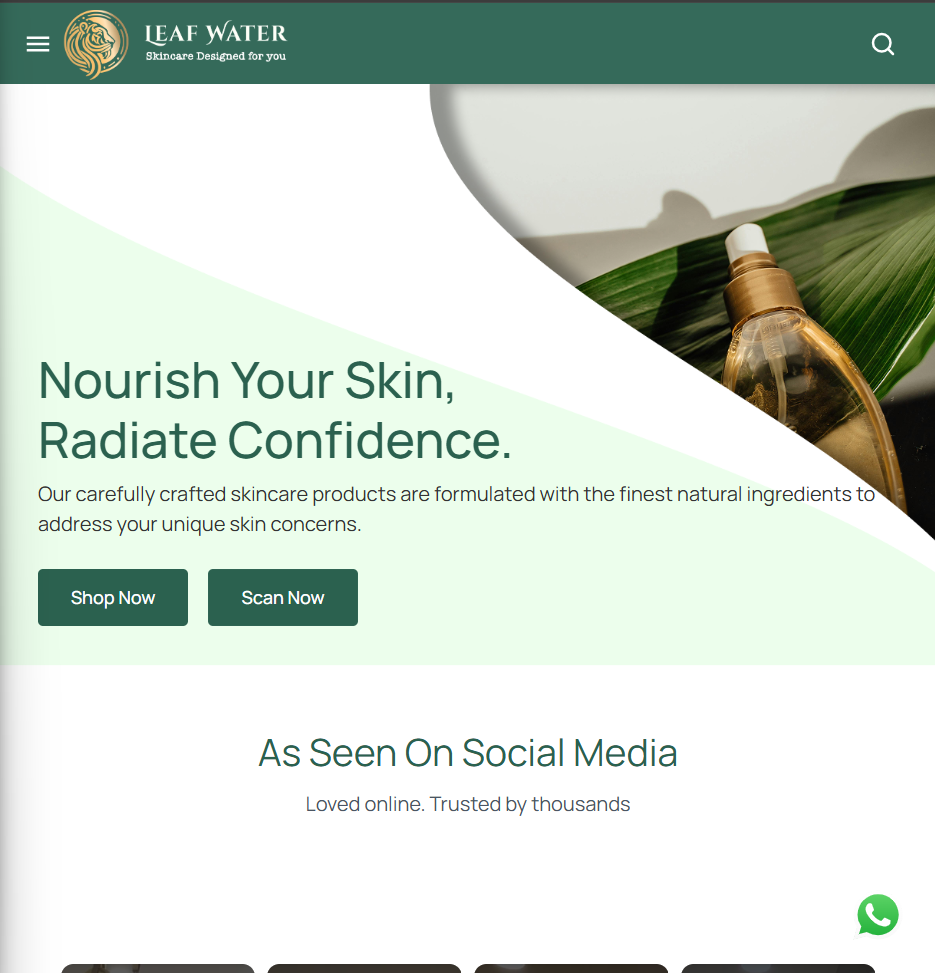 LEAF WATER
Skincare Designed for you
Nourish Your Skin,
Radiate Confidence.
Our carefully crafted skincare products are formulated with the finest natural ingredients to
address your unique skin concerns.
Shop Now
Scan Now
As Seen On Social Media
Loved online. Trusted by thousands